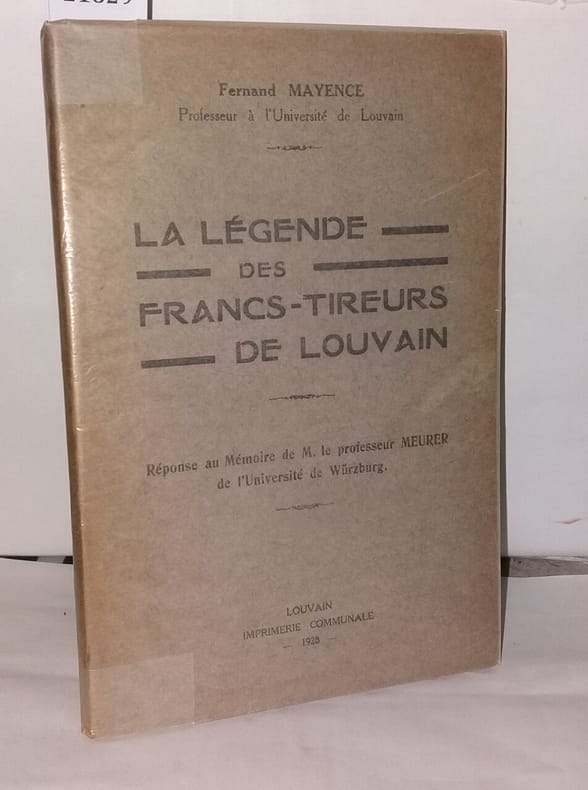 Fernand MAYENCE
Professeur à l'Université de Louvain
LA LÉGENDE
DES
FRANCS-TIREURS
DE LOUVAIN
Réponse au Mémoire de M. le professeur MEURER
de l'Université de Würzburg.
LOUVAIN
IMPRIMERIE COMMUNALE
— 1928 —